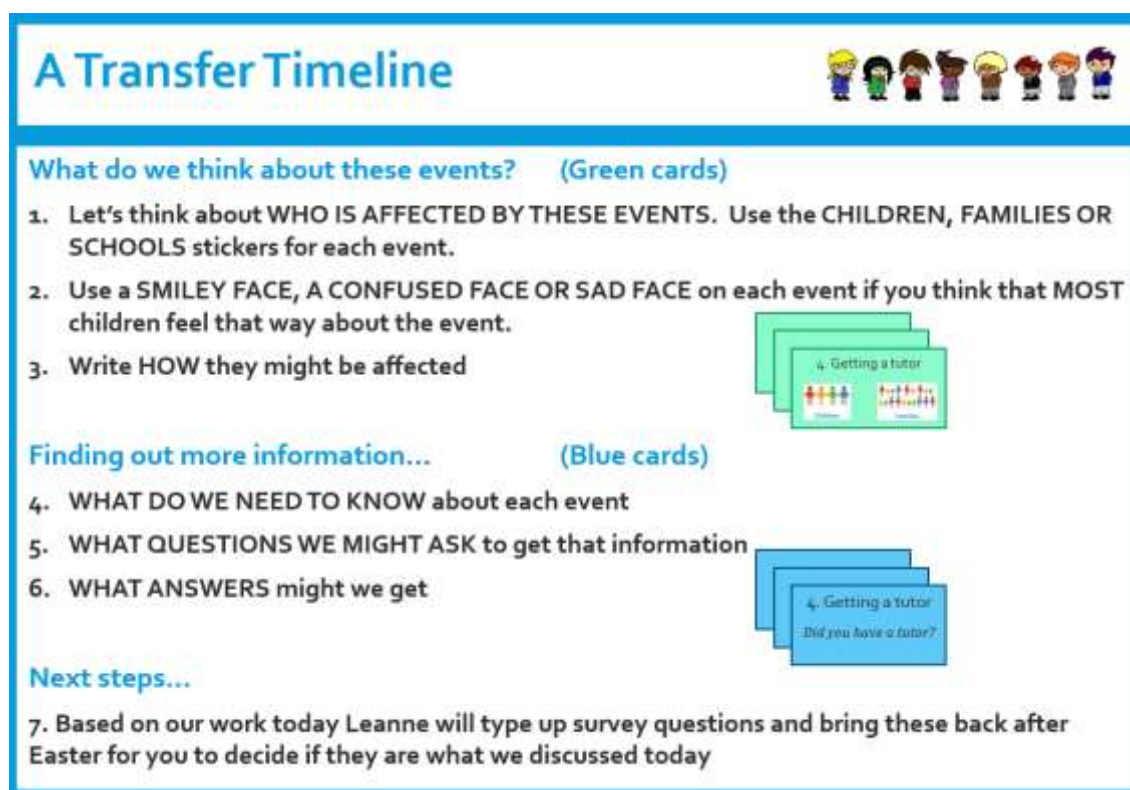 A Transfer Timeline
What do we think about these events? (Green cards)
1. Let's think about WHO IS AFFECTED BY THESE EVENTS. Use the CHILDREN, FAMILIES OR
SCHOOLS stickers for each event.
2. Use a SMILEY FACE, A CONFUSED FACE OR SAD FACE on each event if you think that MOST
children feel that way about the event.
3. Write HOW they might be affected
4. Getting a tutor
Finding out more information... (Blue cards)
4. WHAT DO WE NEED TO KNOW about each event
5. WHAT QUESTIONS WE MIGHT ASK to get that information
6. WHAT ANSWERS might we get
4. Getting a tutor
Did you have a tutor?
Next steps...
7. Based on our work today Leanne will type up survey questions and bring these back after
Easter for you to decide if they are what we discussed today